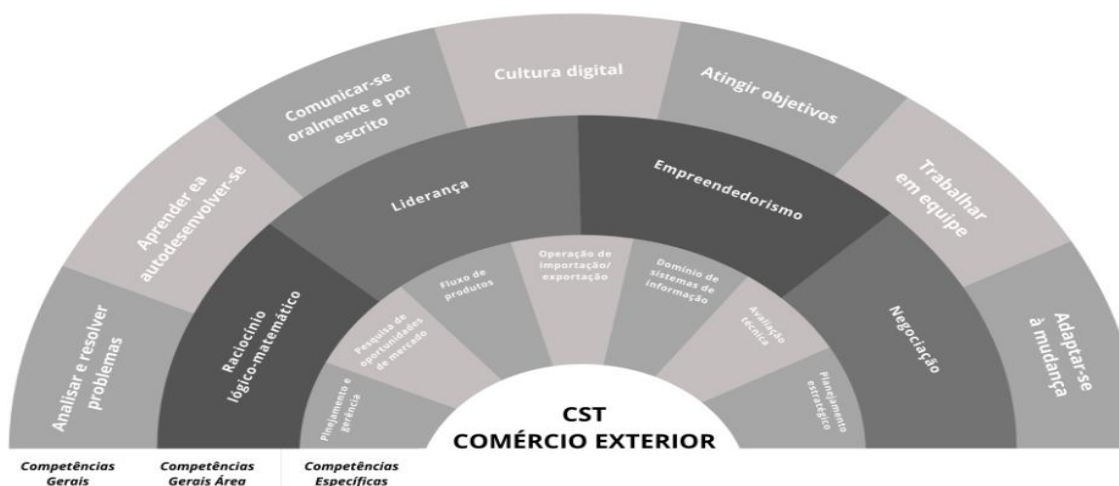 Analisar e resolver
problemas
Aprender ea
autodesenvolver-se
Comunicar-se
oralmente e por
escrito
Cultura digital
Atingir objetivos
Trabalhar
em equipe
Adaptar-se
à mudança
Raciocínio
lógico-matemático
Liderança
Empreendedorismo
Negociação
Plnejamento e
gerência
Pesquisa de
oportunidades
de mercado
Fluxo de
produtos
Operação de
importação/
exportação
Domínio de
sistemas de
informação
Avaliação
técnica
Planejamento
estratégico
CST
COMÉRCIO EXTERIOR
Competências
Gerais
Competências
Gerais Área
Competências
Específicas